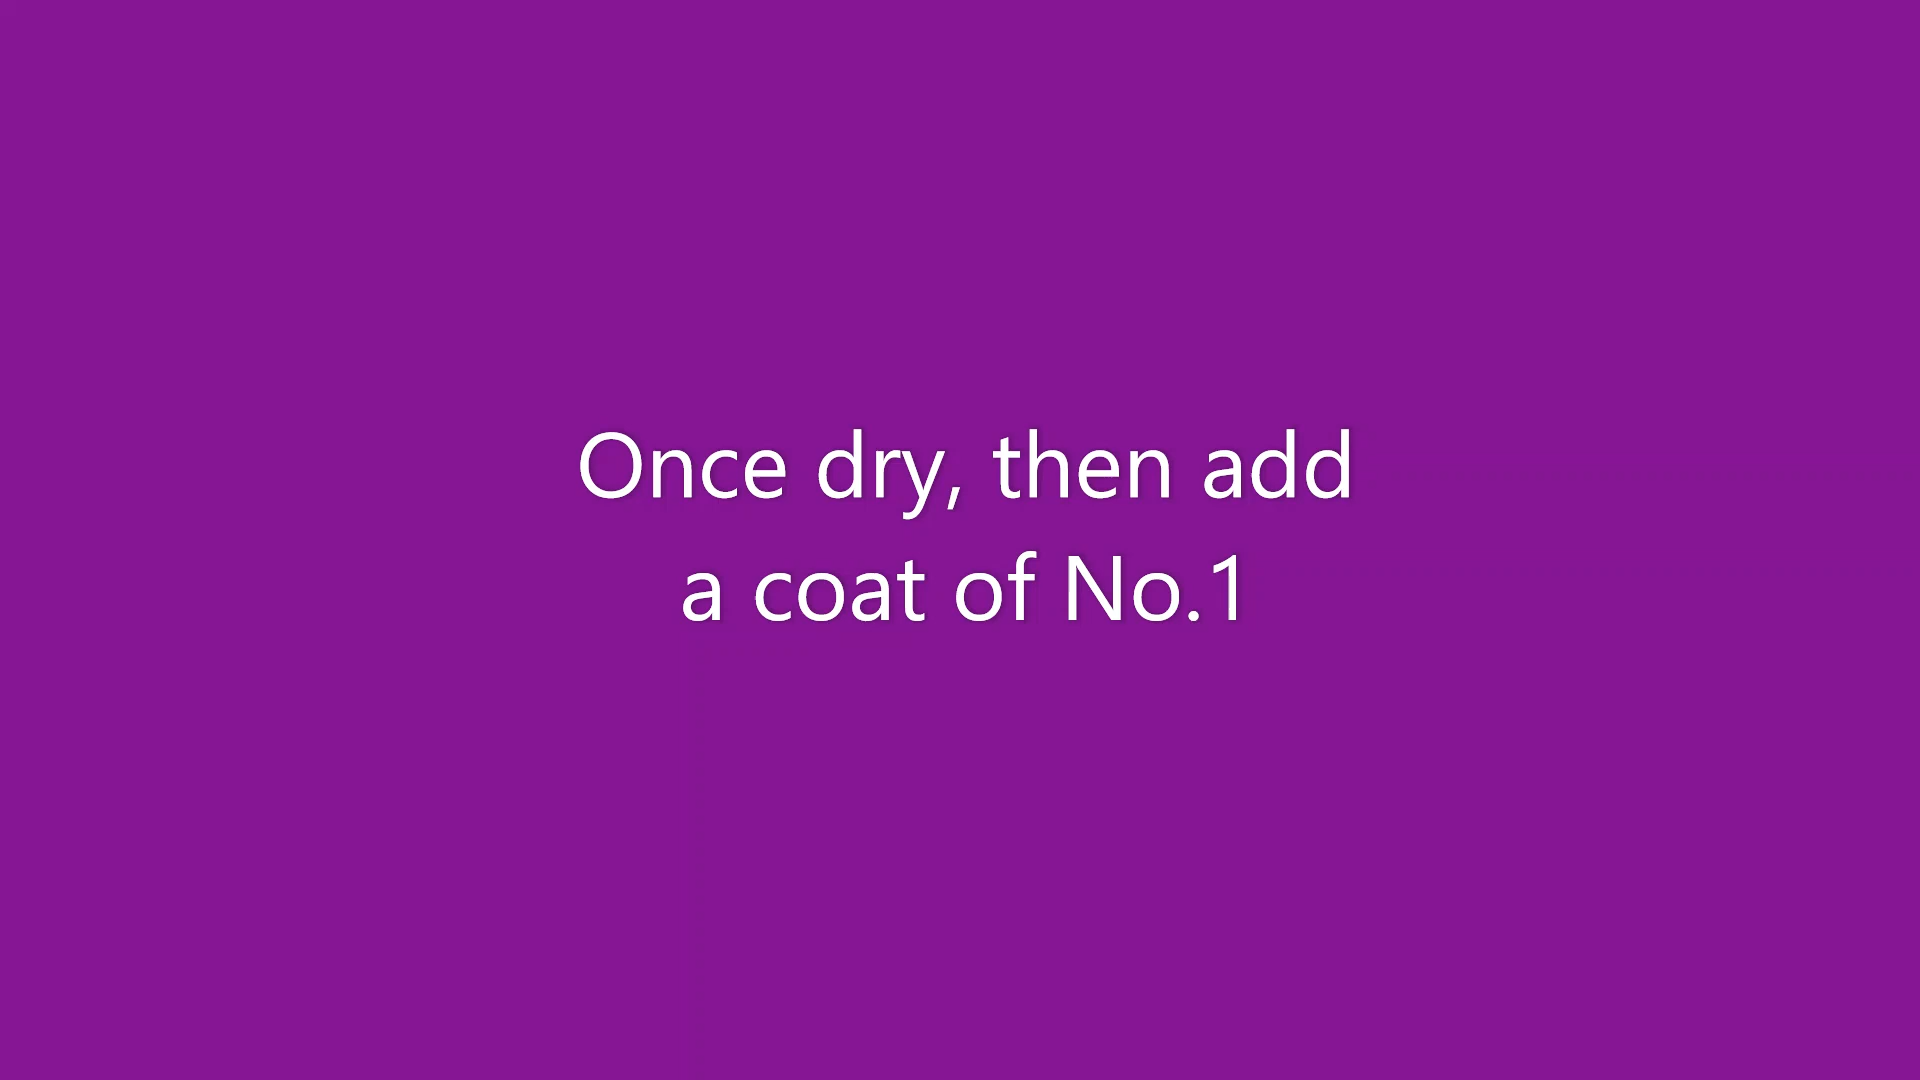 Once dry, then add
a coat of No.1